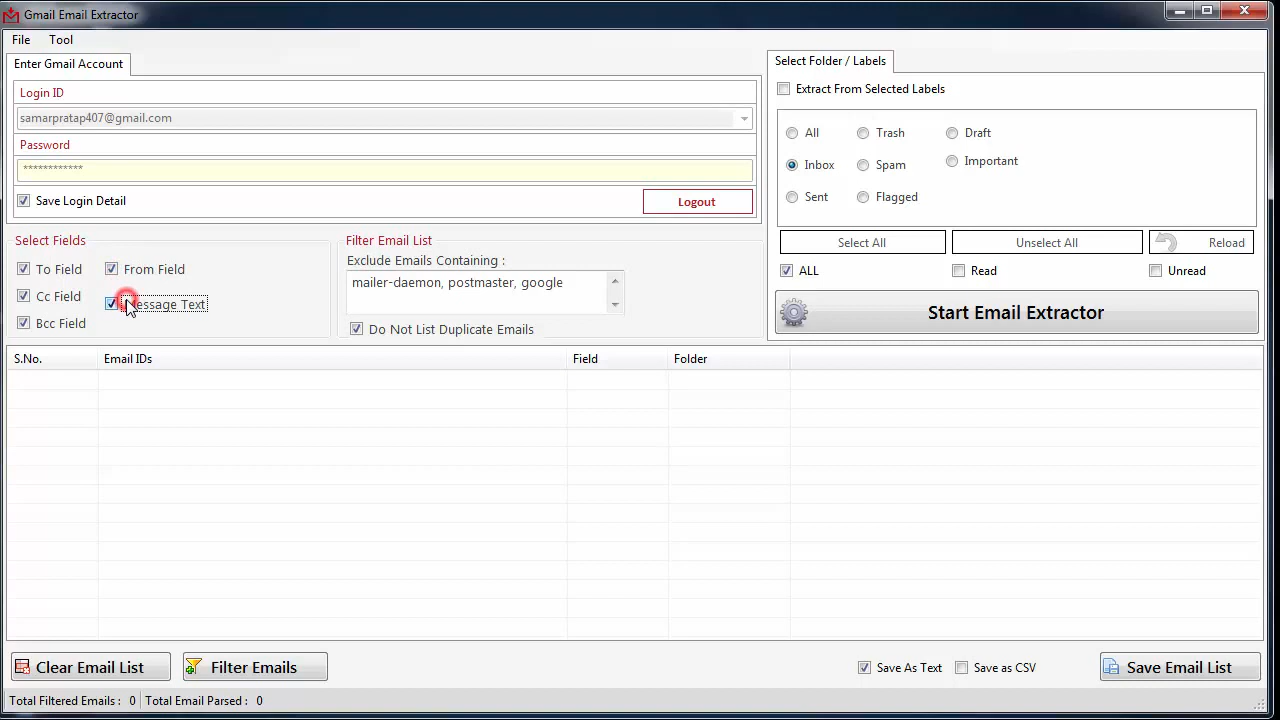 Gmail Email Extractor
File Tool
Enter Gmail Account
Login ID
samarpratap407@gmail.com
Password
************
Save Login Detail
Logout
Select Folder / Labels
Extract From Selected Labels
All Trash Draft
Inbox Spam Important
Sent Flagged
Select All Unselect All Reload
ALL Read Unread
Start Email Extractor
Select Fields
To Field From Field
Cc Field Message Text
Bcc Field
Filter Email List
Exclude Emails Containing :
mailer-daemon, postmaster, google
Do Not List Duplicate Emails
S.No. Email IDs Field Folder
Clear Email List Filter Emails Save As Text Save as CSV Save Email List
Total Filtered Emails : 0 Total Email Parsed : 0